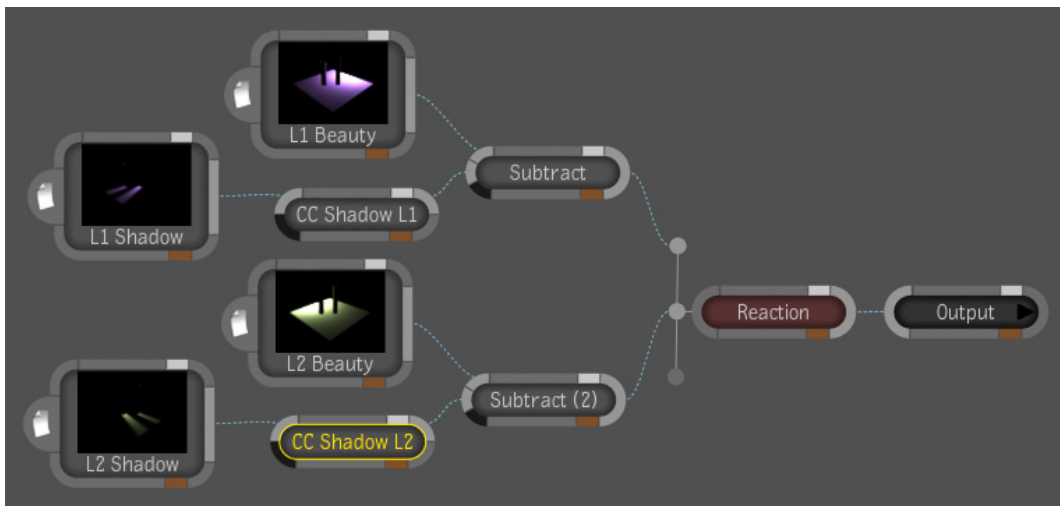 L1 Beauty
L1 Shadow
CC Shadow L1
Subtract
L2 Beauty
L2 Shadow
CC Shadow L2
Subtract (2)
Reaction
Output